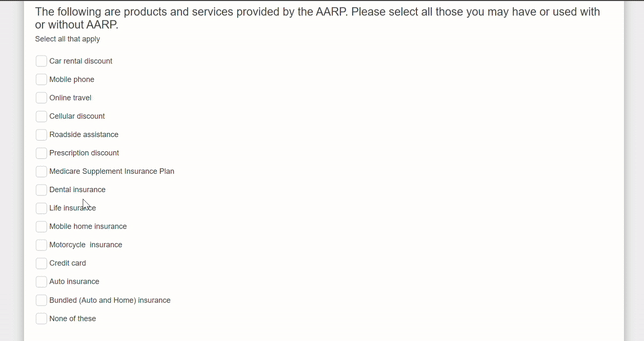 The following are products and services provided by the AARP. Please select all those you may have or used with
or without AARP.
Select all that apply
Car rental discount
Mobile phone
Online travel
Cellular discount
Roadside assistance
Prescription discount
Medicare Supplement Insurance Plan
Dental insurance
Life insurance
Mobile home insurance
Motorcycle insurance
Credit card
Auto insurance
Bundled (Auto and Home) insurance
None of these